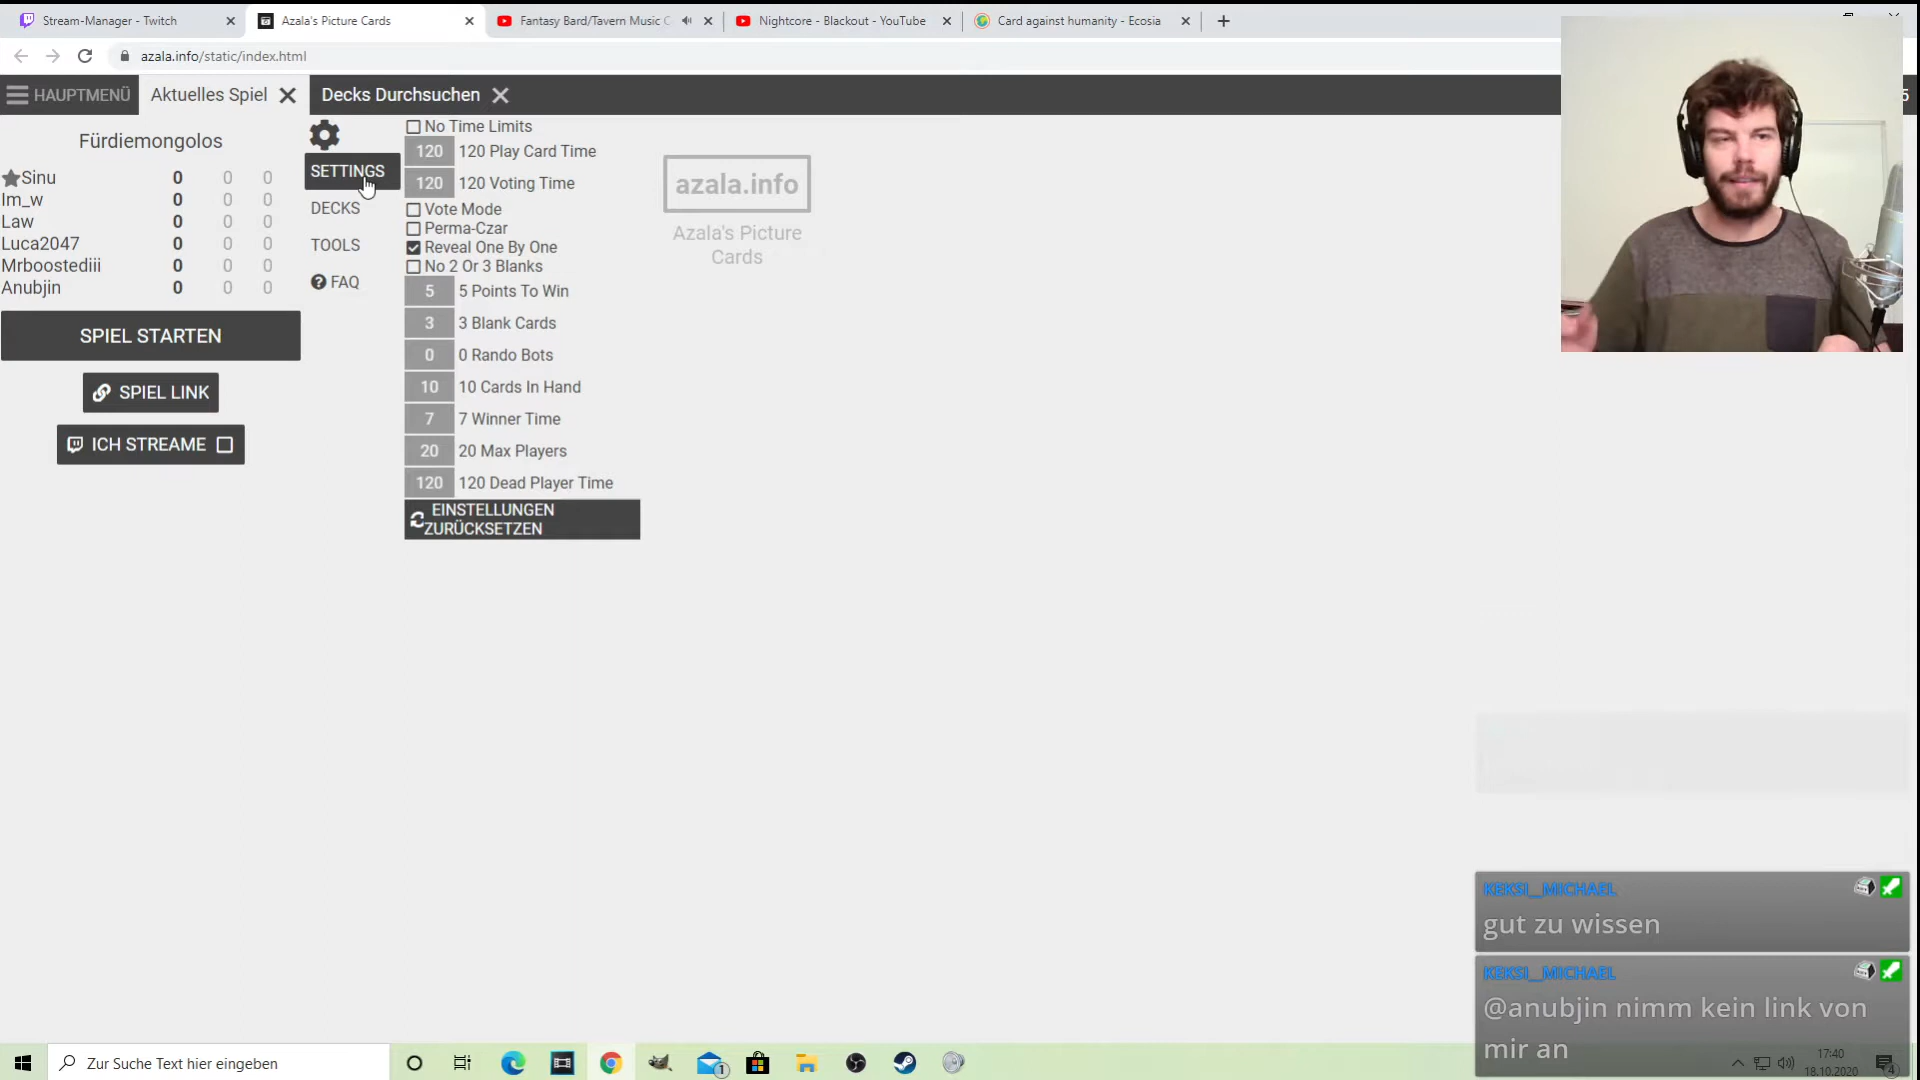 Stream-Manager - Twitch
Azala's Picture Cards
Fantasy Bard/Tavern Music C
Nightcore - Blackout - YouTube
Card against humanity - Ecosia
azala.info/static/index.html
HAUPTMENÜ
Aktuelles Spiel
Decks Durchsuchen
Fürdiemongolos
Sinu 0 0 0
Im_w 0 0 0
Law 0 0 0
Luca2047 0 0 0
Mrboostediii 0 0 0
Anubjin 0 0 0
SPIEL STARTEN
SPIEL LINK
ICH STREAME
SETTINGS
DECKS
TOOLS
FAQ
No Time Limits
120 120 Play Card Time
120 120 Voting Time
Vote Mode
Perma-Czar
Reveal One By One
No 2 Or 3 Blanks
5 5 Points To Win
3 3 Blank Cards
0 0 Rando Bots
10 10 Cards In Hand
7 7 Winner Time
20 20 Max Players
120 120 Dead Player Time
EINSTELLUNGEN
ZURÜCKSETZEN
azala.info
Azala's Picture
Cards
KEKSI_MICHAEL
gut zu wissen
KEKSI_MICHAEL
@anubjin nimm kein link von
mir an
Zur Suche Text hier eingeben
1
17:40
18.10.2020
4